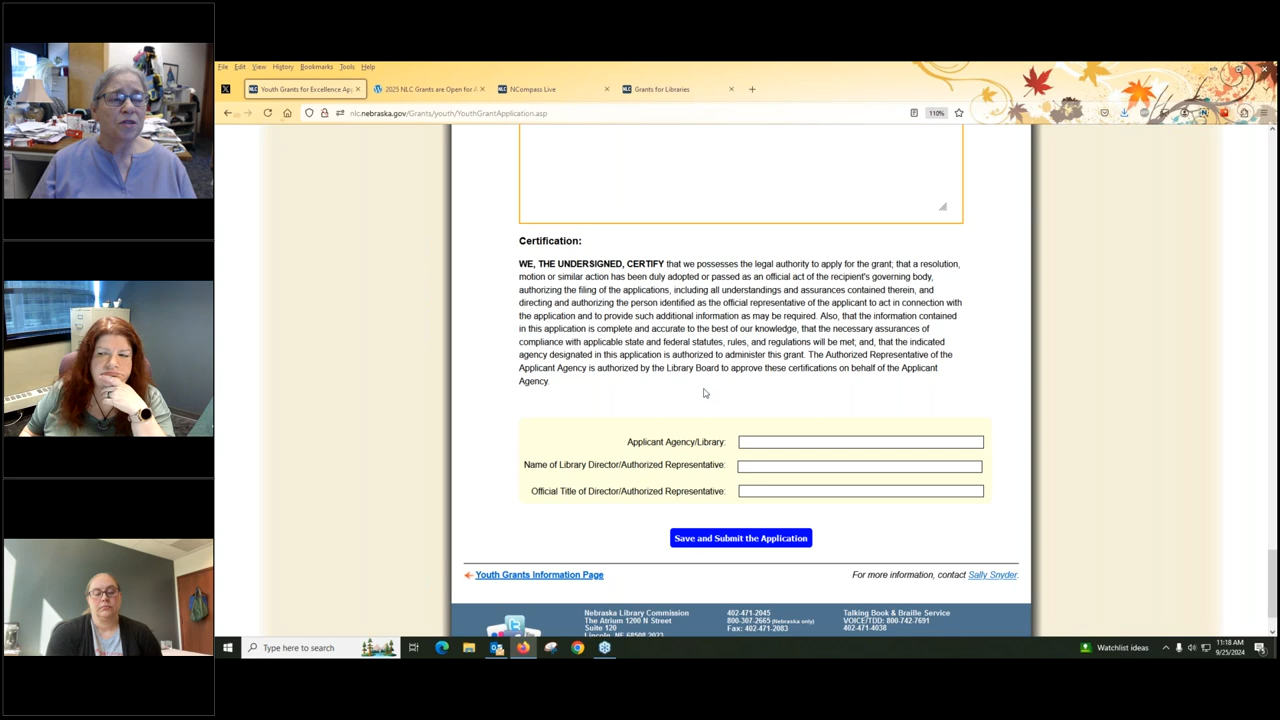 File Edit View History Bookmarks Tools Help
Youth Grants for Excellence Ap
2025 NLC Grants are Open for A
NCompass Live
Grants for Libraries
nlc.nebraska.gov/Grants/youth/YouthGrantApplication.asp
110%
Certification:
WE, THE UNDERSIGNED, CERTIFY that we possesses the legal authority to apply for the grant; that a resolution,
motion or similar action has been duly adopted or passed as an official act of the recipient's governing body,
authorizing the filing of the applications, including all understandings and assurances contained therein, and
directing and authorizing the person identified as the official representative of the applicant to act in connection with
the application and to provide such additional information as may be required. Also, that the information contained
in this application is complete and accurate to the best of our knowledge, that the necessary assurances of
compliance with applicable state and federal statutes, rules, and regulations will be met; and, that the indicated
agency designated in this application is authorized to administer this grant. The Authorized Representative of the
Applicant Agency is authorized by the Library Board to approve these certifications on behalf of the Applicant
Agency.
Applicant Agency/Library:
Name of Library Director/Authorized Representative:
Official Title of Director/Authorized Representative:
Save and Submit the Application
Youth Grants Information Page
For more information, contact Sally Snyder.
Nebraska Library Commission
The Atrium 1200 N Street
Suite 120
Lincoln, NE 68508-2023
402-471-2045
800-307-2665 (Nebraska only)
Fax: 402-471-2083
Talking Book & Braille Service
VOICE/TDD: 800-742-7691
402-471-4038
Type here to search
Watchlist ideas
11:18 AM
9/25/2024